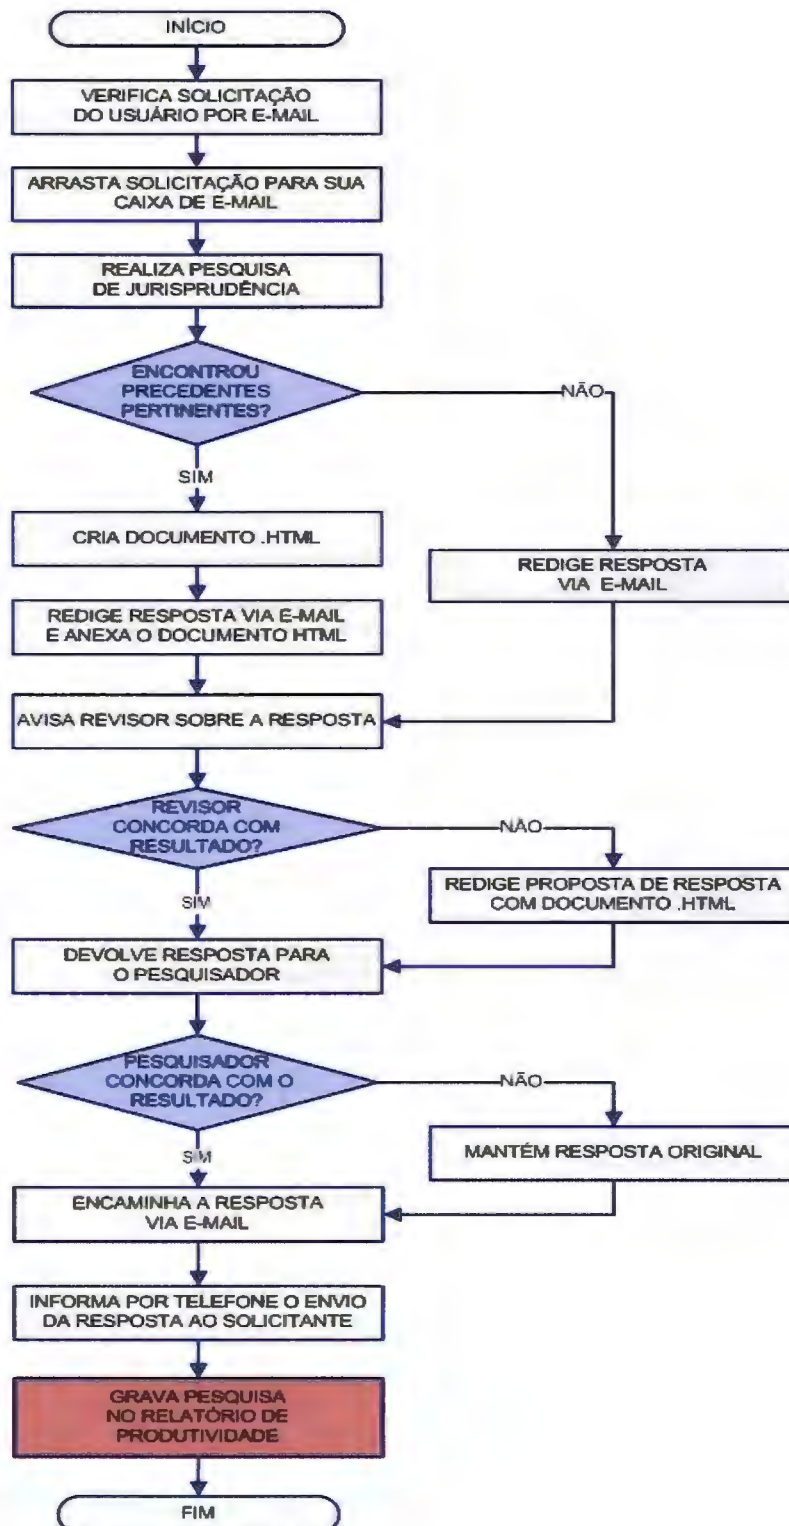 INÍCIO
VERIFICA SOLICITAÇÃO
DO USUÁRIO POR E-MAIL
ARRASTA SOLICITAÇÃO PARA SUA
CAIXA DE E-MAIL
REALIZA PESQUISA
DE JURISPRUDÊNCIA
ENCONTROU
PRECEDENTES
PERTINENTES?
NÃO
SIM
CRIA DOCUMENTO .HTML
REDIGE RESPOSTA
VIA E-MAIL
REDIGE RESPOSTA VIA E-MAIL
E ANEXA O DOCUMENTO HTML
AVISA REVISOR SOBRE A RESPOSTA
REVISOR
CONCORDA COM
RESULTADO?
NÃO
SIM
REDIGE PROPOSTA DE RESPOSTA
COM DOCUMENTO .HTML
DEVOLVE RESPOSTA PARA
O PESQUISADOR
PESQUISADOR
CONCORDA COM O
RESULTADO?
NÃO
SIM
MANTÉM RESPOSTA ORIGINAL
ENCAMINHA A RESPOSTA
VIA E-MAIL
INFORMA POR TELEFONE O ENVIO
DA RESPOSTA AO SOLICITANTE
GRAVA PESQUISA
NO RELATÓRIO DE
PRODUTIVIDADE
FIM